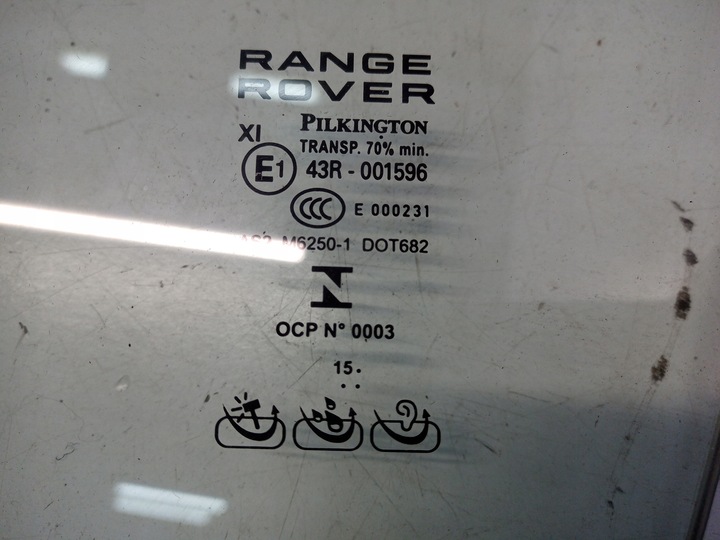 RANGE
ROVER
PILKINGTON
XI
TRANSP. 70% min.
E1 43R - 001596
CCC E 000231
M6250-1 DOT682
OCP N° 0003
15.
..